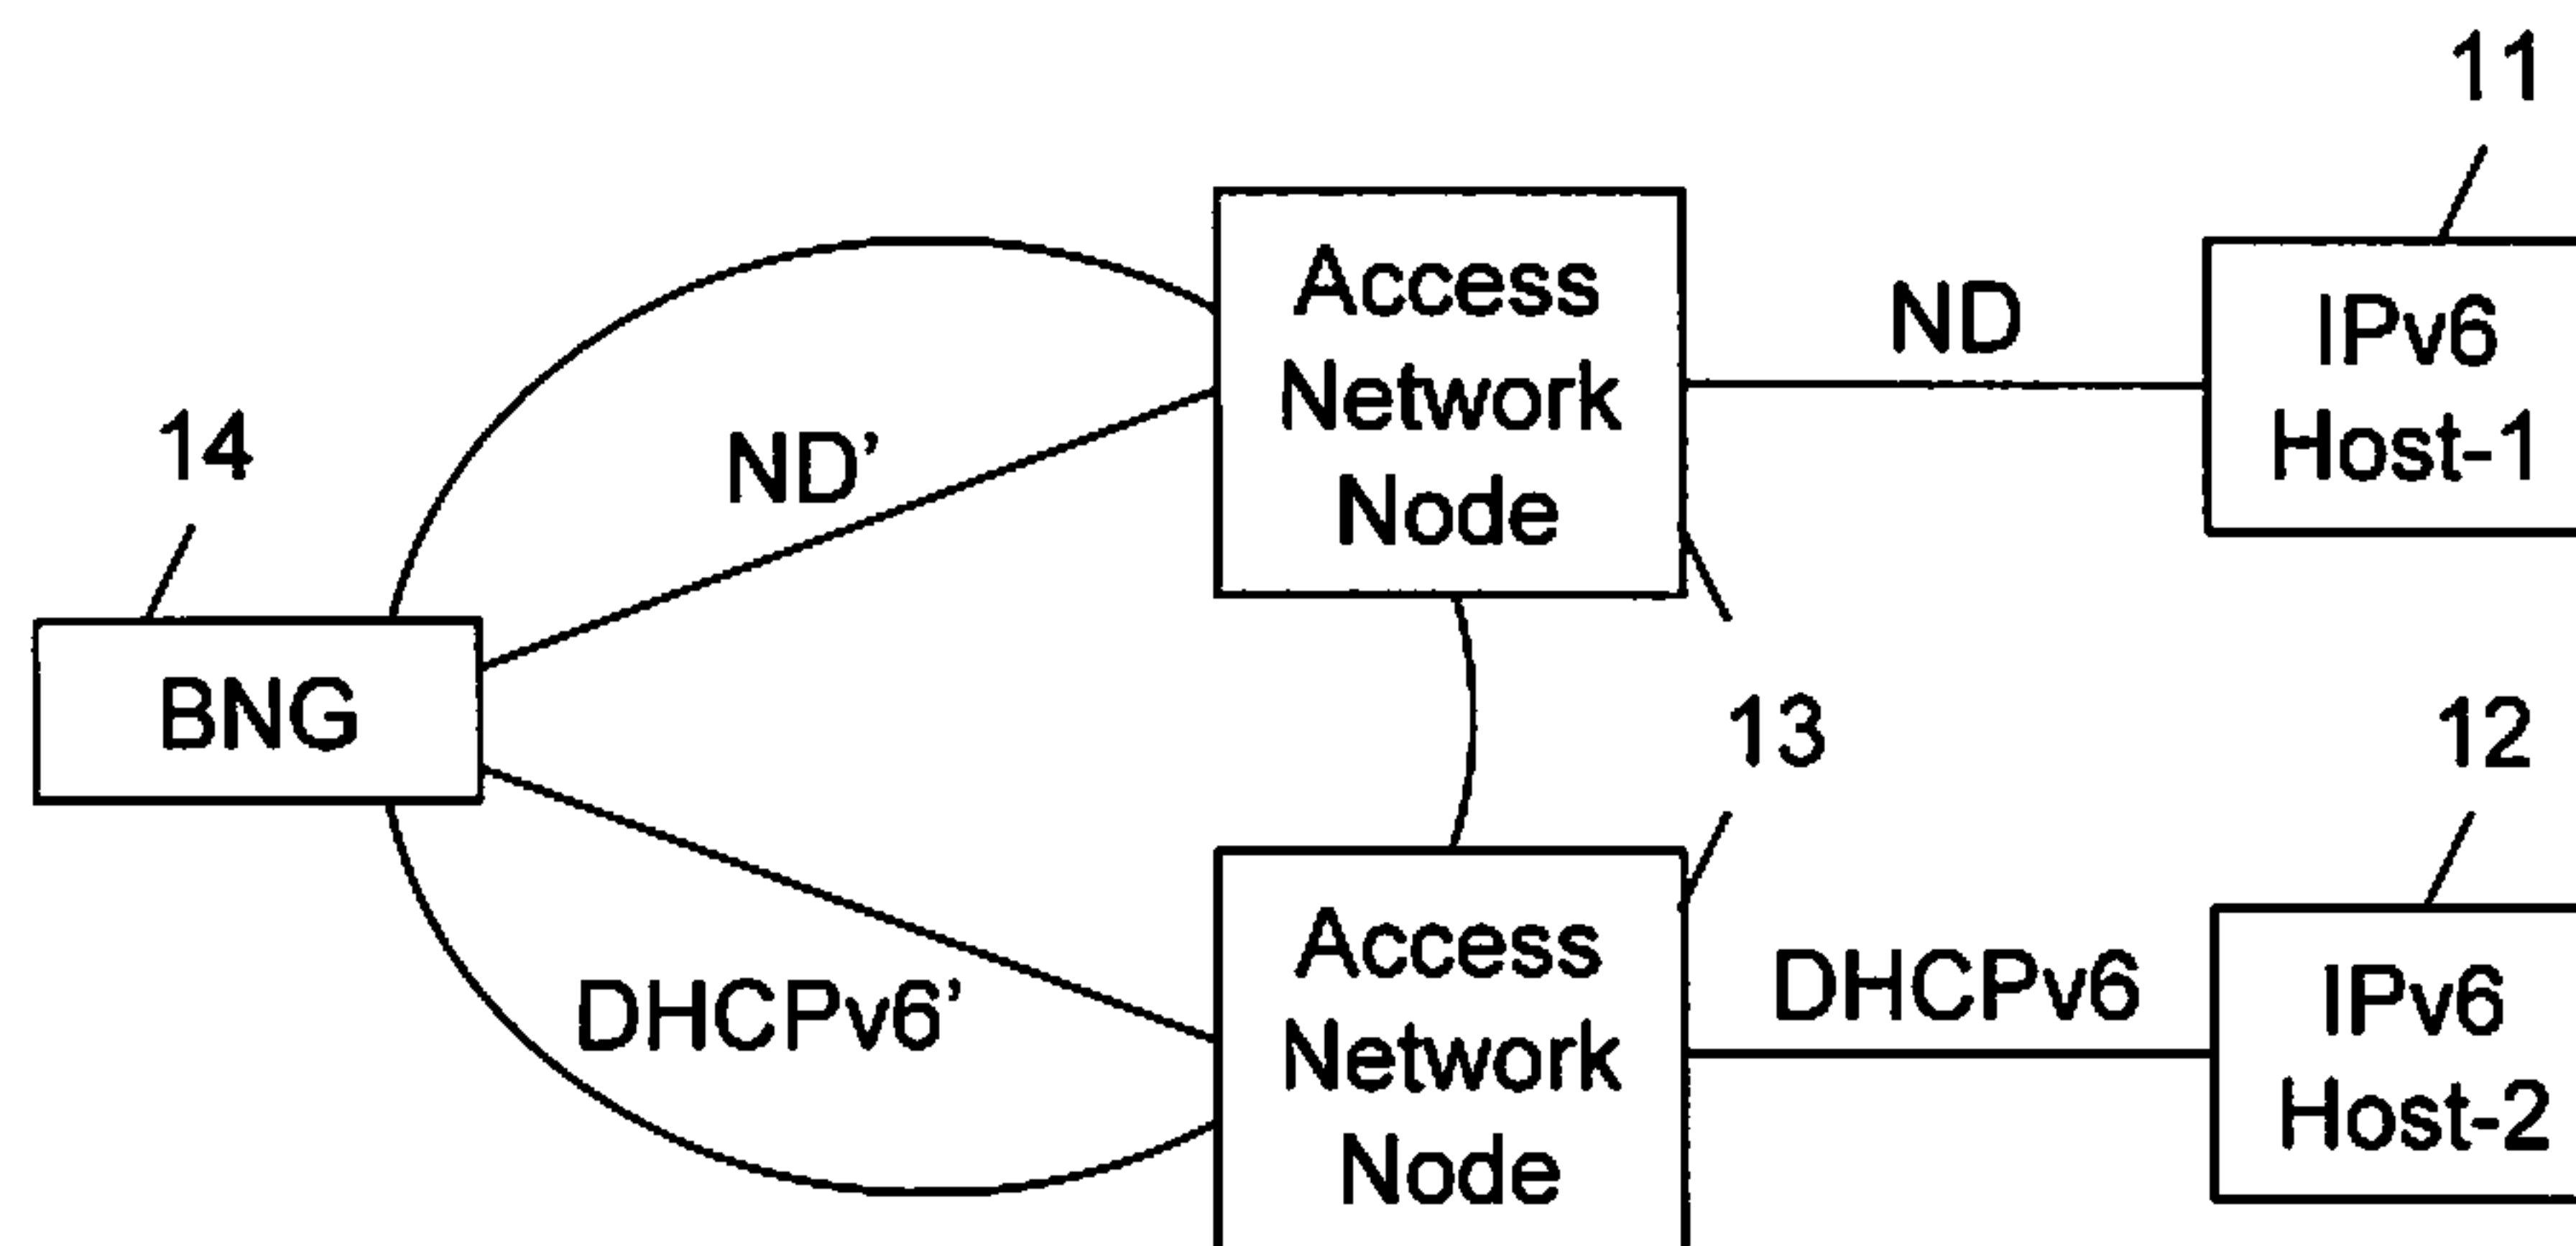 11
Access
Network
Node
ND
IPv6
Host-1
14
ND’
BNG
13
12
Access
Network
Node
DHCPv6
IPv6
Host-2
DHCPv6’